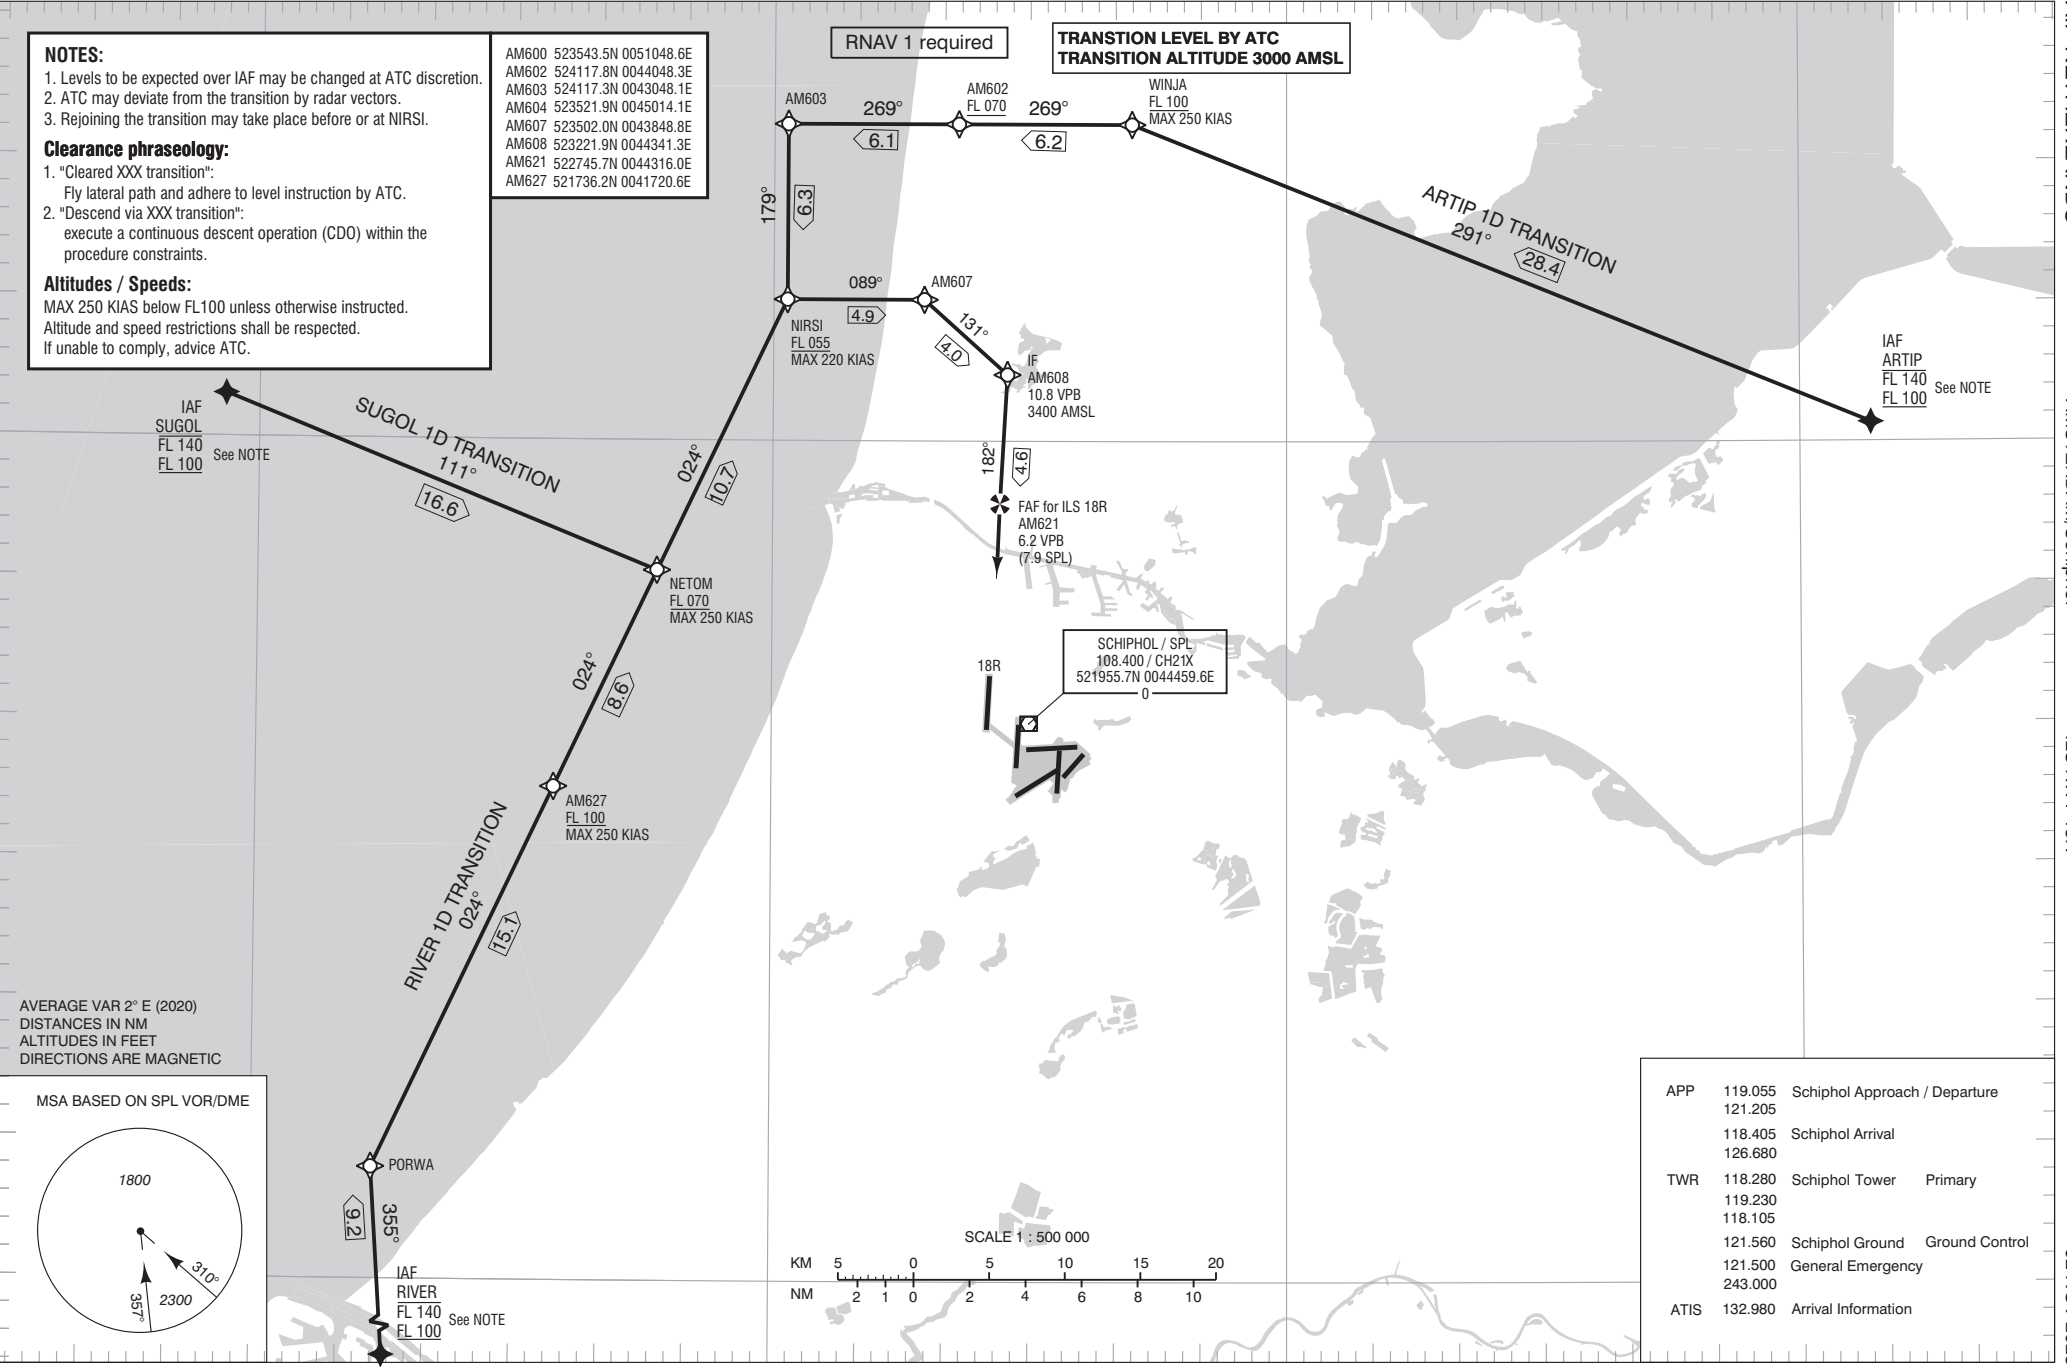 NOTES:
1. Levels to be expected over IAF may be changed at ATC discretion.
2. ATC may deviate from the transition by radar vectors.
3. Rejoining the transition may take place before or at NIRSI.
Clearance phraseology:
1. "Cleared XXX transition":
Fly lateral path and adhere to level instruction by ATC.
2. "Descend via XXX transition":
execute a continuous descent operation (CDO) within the
procedure constraints.
Altitudes / Speeds:
MAX 250 KIAS below FL100 unless otherwise instructed.
Altitude and speed restrictions shall be respected.
If unable to comply, advice ATC.
AM600 523543.5N 0051048.6E
AM602 524117.8N 0044048.3E
AM603 524117.3N 0043048.1E
AM604 523521.9N 0045014.1E
AM607 523502.0N 0043848.8E
AM608 523221.9N 0044341.3E
AM621 522745.7N 0044316.0E
AM627 521736.2N 0041720.6E
RNAV 1 required
TRANSTION LEVEL BY ATC
TRANSITION ALTITUDE 3000 AMSL
AM603
269°
6.1
AM602
FL 070
269°
6.2
WINJA
FL 100
MAX 250 KIAS
179°
6.3
ARTIP 1D TRANSITION
291°
28.4
089°
4.9
AM607
NIRSI
FL 055
MAX 220 KIAS
131°
4.0
IF
AM608
10.8 VPB
3400 AMSL
IAF
ARTIP
FL 140
FL 100
See NOTE
IAF
SUGOL
FL 140
FL 100
See NOTE
SUGOL 1D TRANSITION
111°
16.6
024°
10.7
182°
4.6
FAF for ILS 18R
AM621
6.2 VPB
(7.9 SPL)
NETOM
FL 070
MAX 250 KIAS
024°
8.6
SCHIPHOL / SPL
108.400 / CH21X
521955.7N 0044459.6E
0
18R
AM627
FL 100
MAX 250 KIAS
RIVER 1D TRANSITION
024°
15.1
AVERAGE VAR 2° E (2020)
DISTANCES IN NM
ALTITUDES IN FEET
DIRECTIONS ARE MAGNETIC
MSA BASED ON SPL VOR/DME
1800
310°
357°
2300
PORWA
9.2
355°
IAF
RIVER
FL 140
FL 100
See NOTE
SCALE 1 : 500 000
KM 5 0 5 10 15 20
NM 2 1 0 2 4 6 8 10
APP 119.055 Schiphol Approach / Departure
121.205
118.405 Schiphol Arrival
126.680
TWR 118.280 Schiphol Tower Primary
119.230
118.105
121.560 Schiphol Ground Ground Control
121.500 General Emergency
243.000
ATIS 132.980 Arrival Information